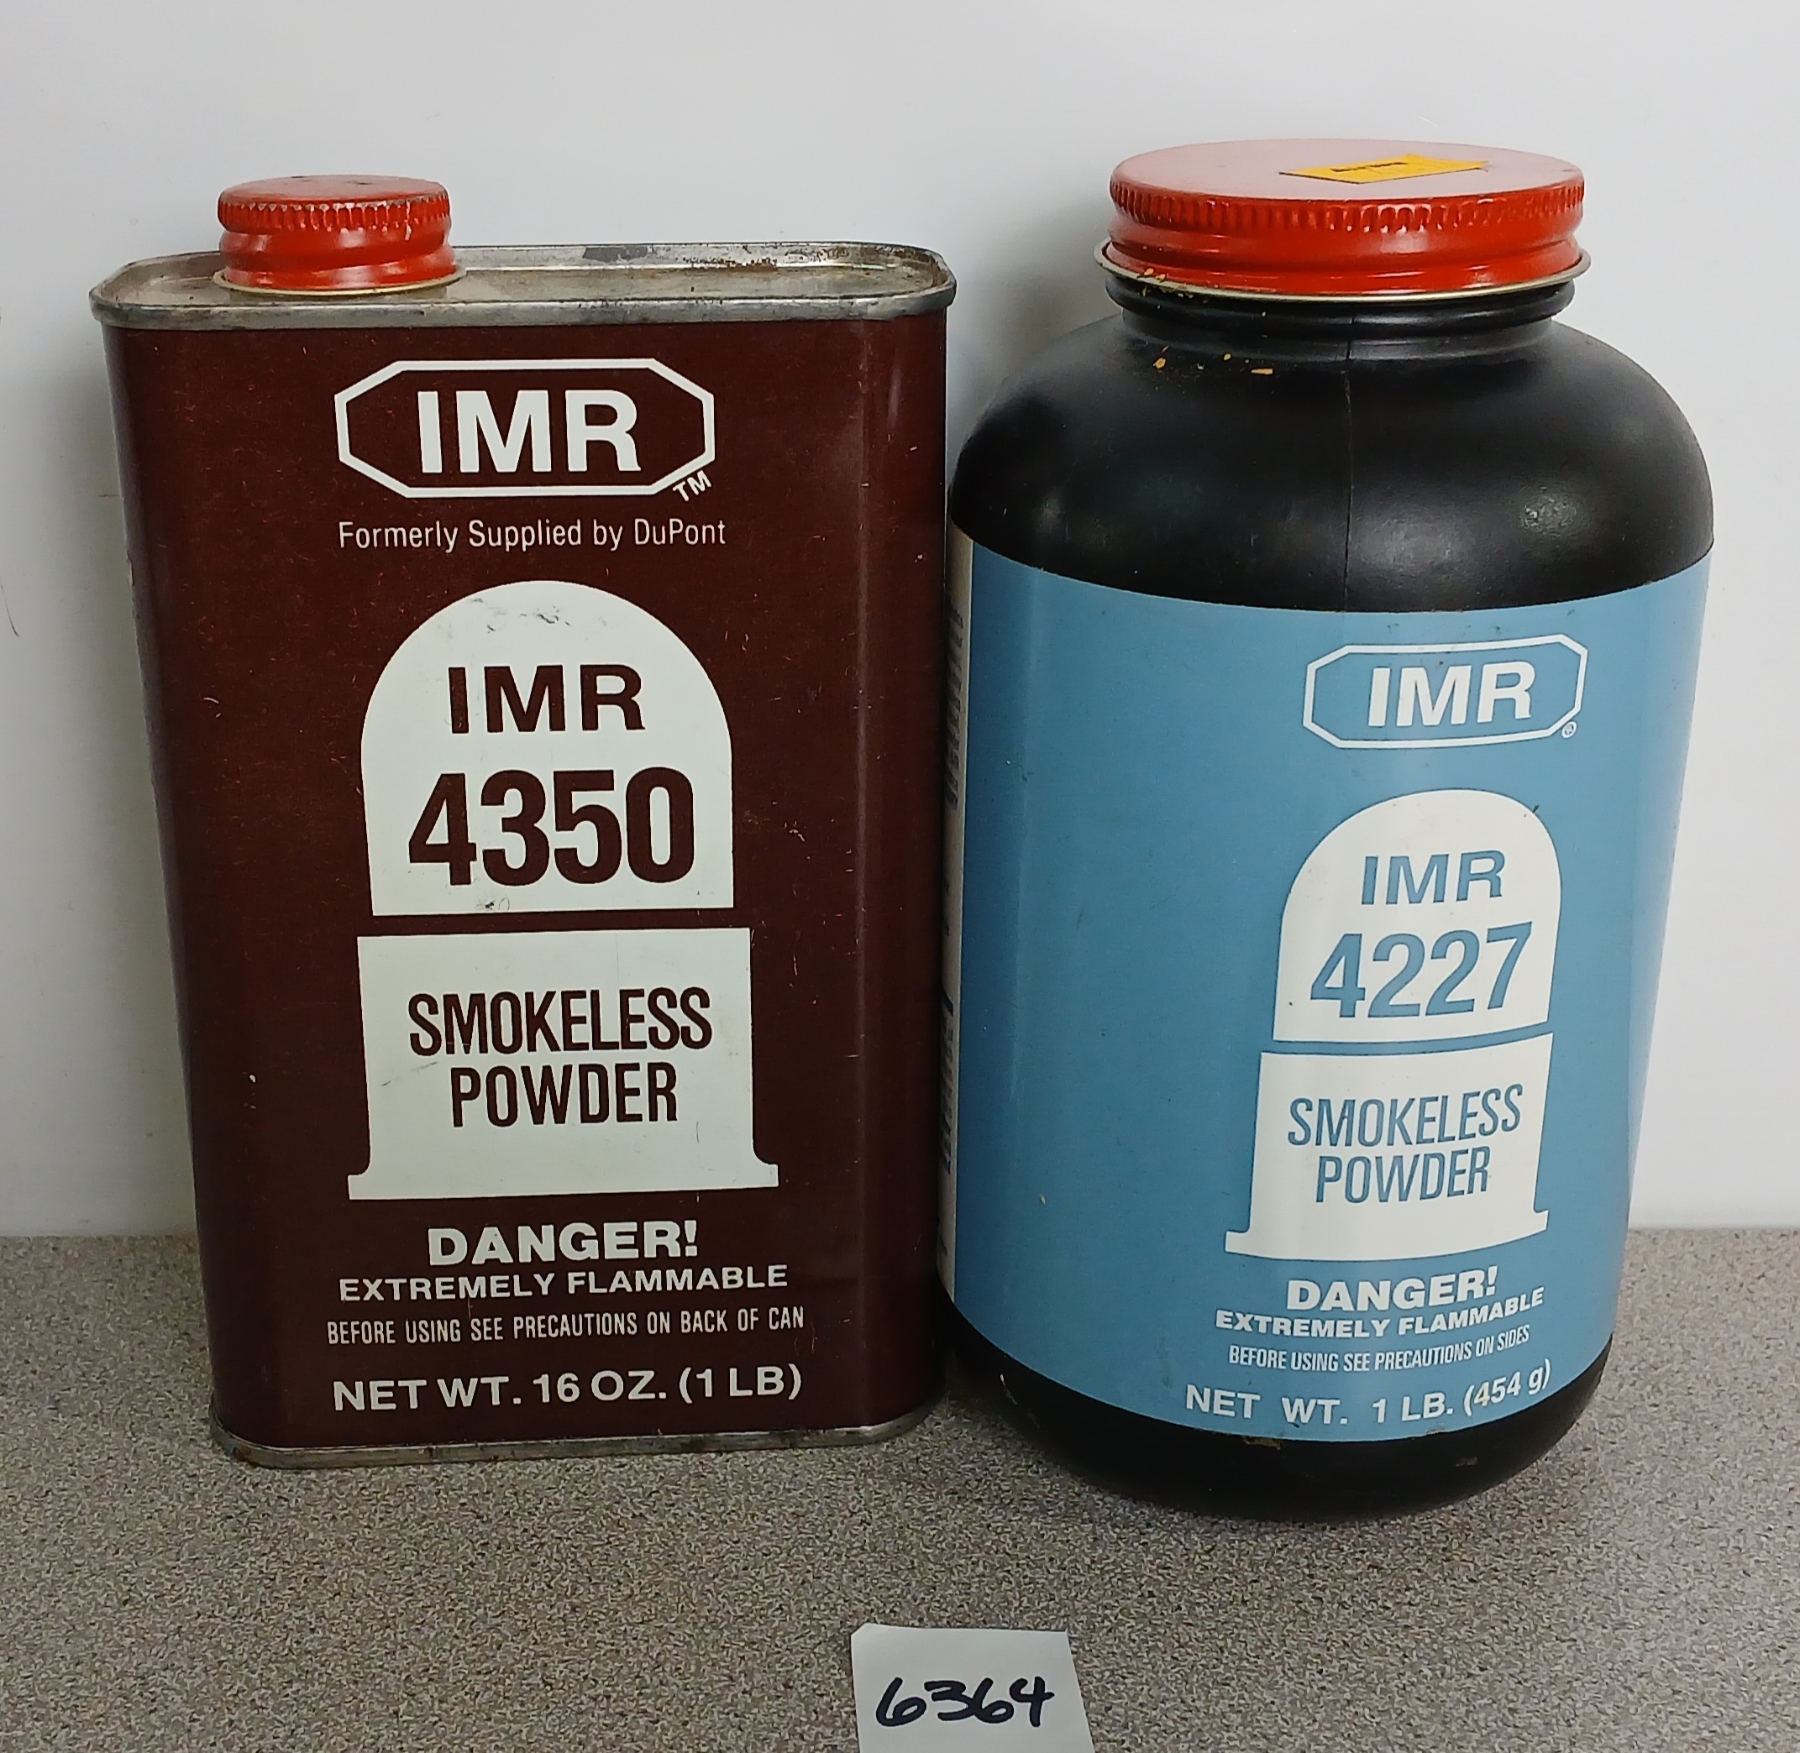 IMR
TM
Formerly Supplied by DuPont
IMR
4350
SMOKELESS
POWDER
DANGER!
EXTREMELY FLAMMABLE
BEFORE USING SEE PRECAUTIONS ON BACK OF CAN
NET WT. 16 OZ. (1 LB)
IMR
®
IMR
4227
SMOKELESS
POWDER
DANGER!
EXTREMELY FLAMMABLE
BEFORE USING SEE PRECAUTIONS ON SIDES
NET WT. 1 LB. (454 g)
6364